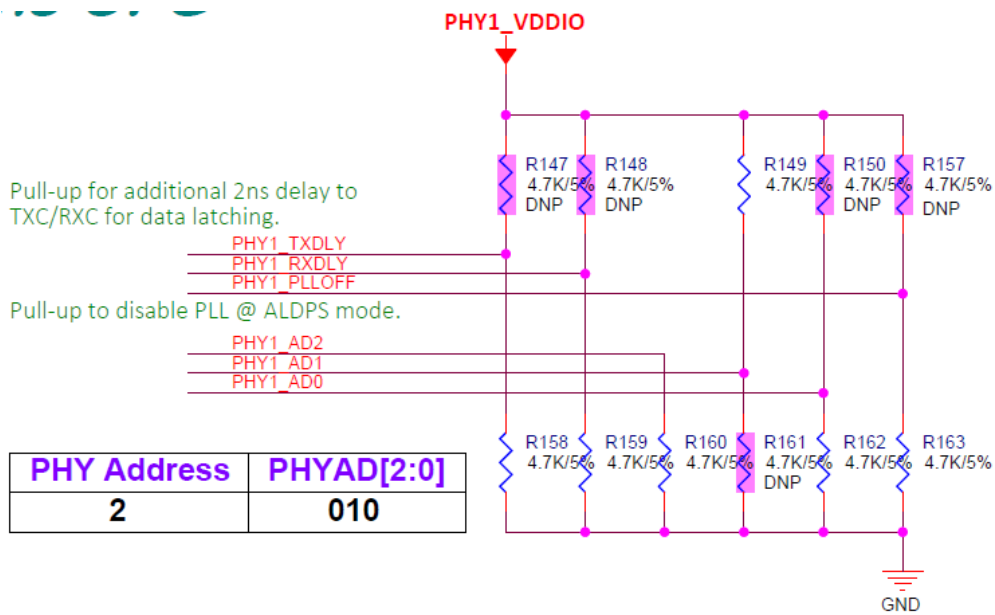 PHY1_VDDIO
R147
4.7K/5%
DNP
R148
4.7K/5%
DNP
R149
4.7K/5%
R150
4.7K/5%
DNP
R157
4.7K/5%
DNP
Pull-up for additional 2ns delay to
TXC/RXC for data latching.
PHY1_TXDLY
PHY1_RXDLY
PHY1_PLLOFF
Pull-up to disable PLL @ ALDPS mode.
PHY1_AD2
PHY1_AD1
PHY1_AD0
R158
4.7K/5%
R159
4.7K/5%
R160
4.7K/5%
R161
4.7K/5%
DNP
R162
4.7K/5%
R163
4.7K/5%
PHY Address PHYAD[2:0]
2 010
GND